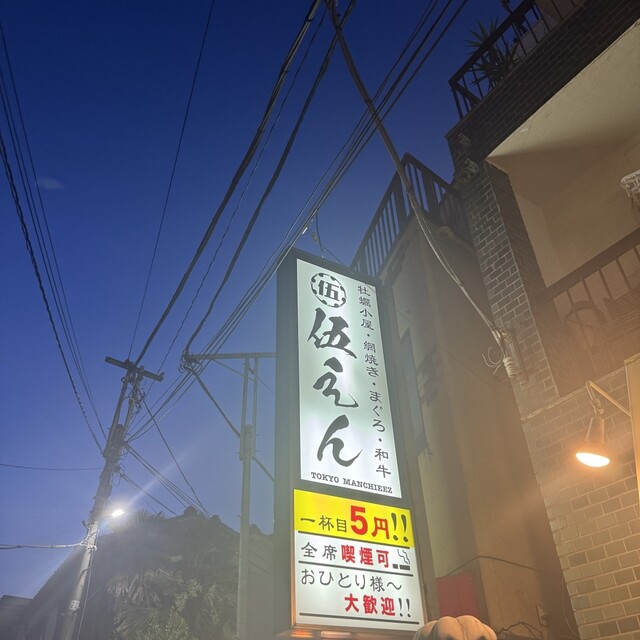 牡蠣小屋・網焼き・まぐろ・和牛
伍
伍えん
TOKYO MANCHIEEZ
一杯目5円!!
全席喫煙可
おひとり様～
大歓迎!!